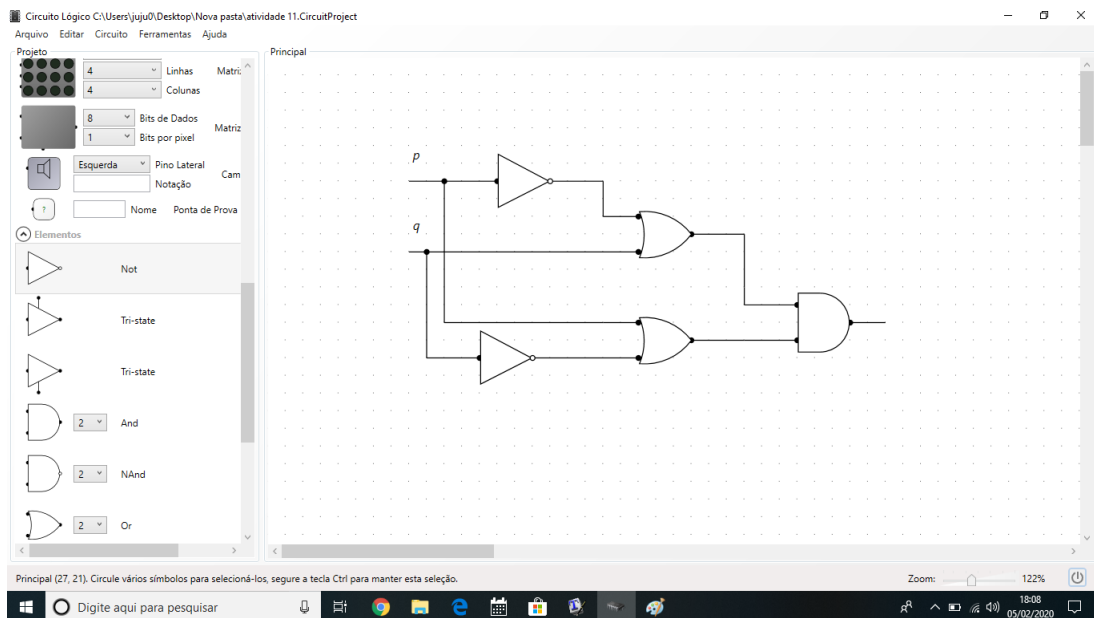 Circuito Lógico C:\Users\juju0\Desktop\Nova pasta\atividade 11.CircuitProject
Arquivo Editar Circuito Ferramentas Ajuda
Projeto
4 Linhas Matri
4 Colunas
8 Bits de Dados
Matriz
1 Bits por pixel
Esquerda Pino Lateral
Cam
Notação
? Nome Ponta de Prova
Elementos
Not
Tri-state
Tri-state
2 And
2 NAnd
2 Or
Principal
p
q
Principal (27, 21). Circule vários símbolos para selecioná-los, segure a tecla Ctrl para manter esta seleção.
Zoom: 122%
Digite aqui para pesquisar
18:08
05/02/2020